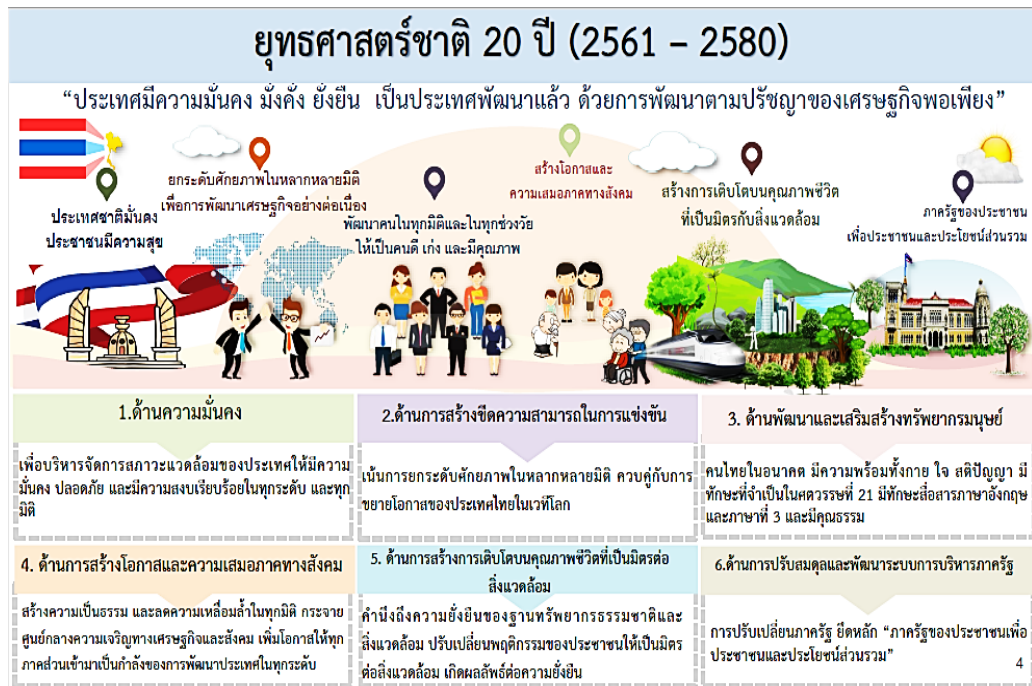 ยุทธศาสตร์ชาติ 20 ปี (2561 – 2580)
“ประเทศมีความมั่นคง มั่งคั่ง ยั่งยืน เป็นประเทศพัฒนาแล้ว ด้วยการพัฒนาตามปรัชญาของเศรษฐกิจพอเพียง”
ประเทศชาติมั่นคง
ประชาชนมีความสุข
ยกระดับศักยภาพในหลากหลายมิติ
เพื่อการพัฒนาเศรษฐกิจอย่างต่อเนื่อง
พัฒนาคนในทุกมิติและในทุกช่วงวัย
ให้เป็นคนดี เก่ง และมีคุณภาพ
สร้างโอกาสและ
ความเสมอภาคทางสังคม
สร้างการเติบโตบนคุณภาพชีวิต
ที่เป็นมิตรกับสิ่งแวดล้อม
ภาครัฐของประชาชน
เพื่อประชาชนและประโยชน์ส่วนรวม
1.ด้านความมั่นคง
เพื่อบริหารจัดการสภาวะแวดล้อมของประเทศให้มีความ
มั่นคง ปลอดภัย และมีความสงบเรียบร้อยในทุกระดับ และทุก
มิติ
2.ด้านการสร้างขีดความสามารถในการแข่งขัน
เน้นการยกระดับศักยภาพในหลากหลายมิติ ควบคู่กับการ
ขยายโอกาสของประเทศไทยในเวทีโลก
3. ด้านพัฒนาและเสริมสร้างทรัพยากรมนุษย์
คนไทยในอนาคต มีความพร้อมทั้งกาย ใจ สติปัญญา มี
ทักษะที่จำเป็นในศตวรรษที่ 21 มีทักษะสื่อสารภาษาอังกฤษ
และภาษาที่ 3 และมีคุณธรรม
4. ด้านการสร้างโอกาสและความเสมอภาคทางสังคม
สร้างความเป็นธรรม และลดความเหลื่อมล้ำในทุกมิติ กระจาย
ศูนย์กลางความเจริญทางเศรษฐกิจและสังคม เพิ่มโอกาสให้ทุก
ภาคส่วนเข้ามาเป็นกำลังของการพัฒนาประเทศในทุกระดับ
5. ด้านการสร้างการเติบโตบนคุณภาพชีวิตที่เป็นมิตรต่อ
สิ่งแวดล้อม
คำนึงถึงความยั่งยืนของฐานทรัพยากรธรรมชาติและ
สิ่งแวดล้อม ปรับเปลี่ยนพฤติกรรมของประชาชนให้เป็นมิตร
ต่อสิ่งแวดล้อม เกิดผลลัพธ์ต่อความยั่งยืน
6.ด้านการปรับสมดุลและพัฒนาระบบการบริหารภาครัฐ
การปรับเปลี่ยนภาครัฐ ยึดหลัก “ภาครัฐของประชาชนเพื่อ
ประชาชนและประโยชน์ส่วนรวม”
4